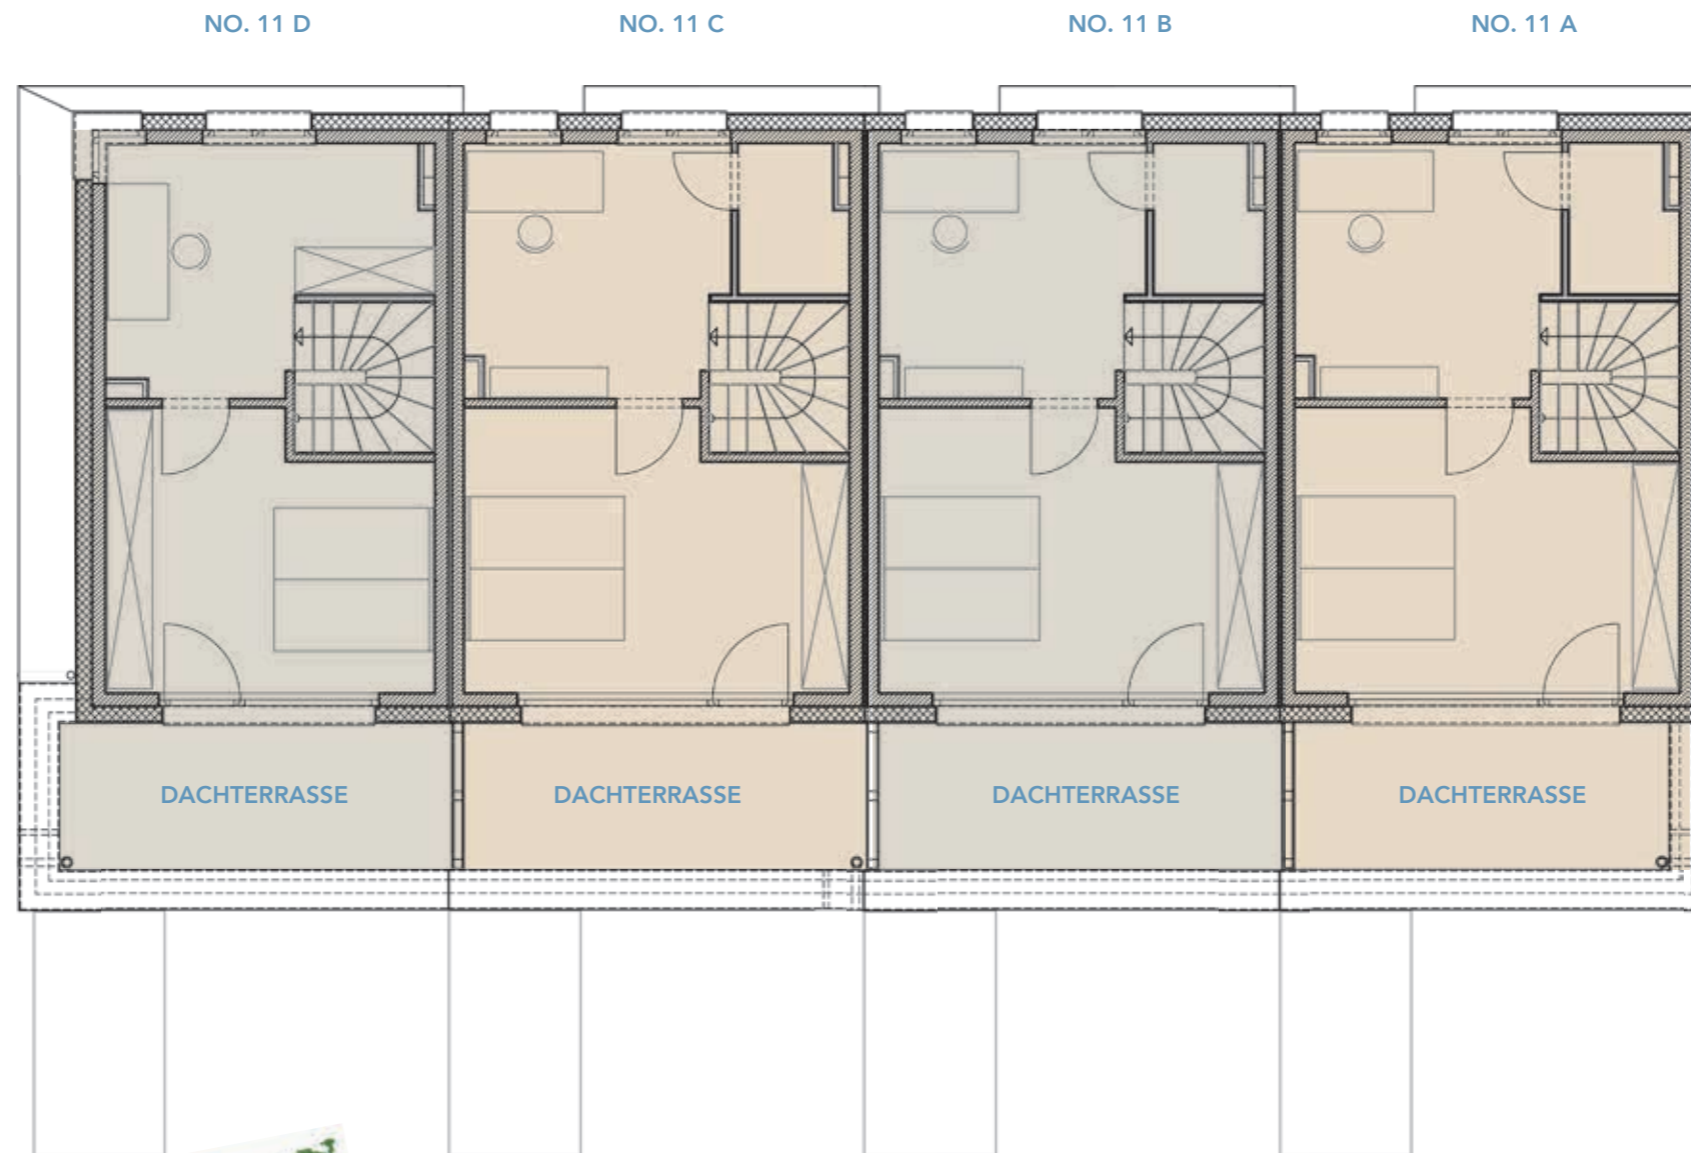 NO. 11 D
NO. 11 C
NO. 11 B
NO. 11 A
DACHTERRASSE
DACHTERRASSE
DACHTERRASSE
DACHTERRASSE